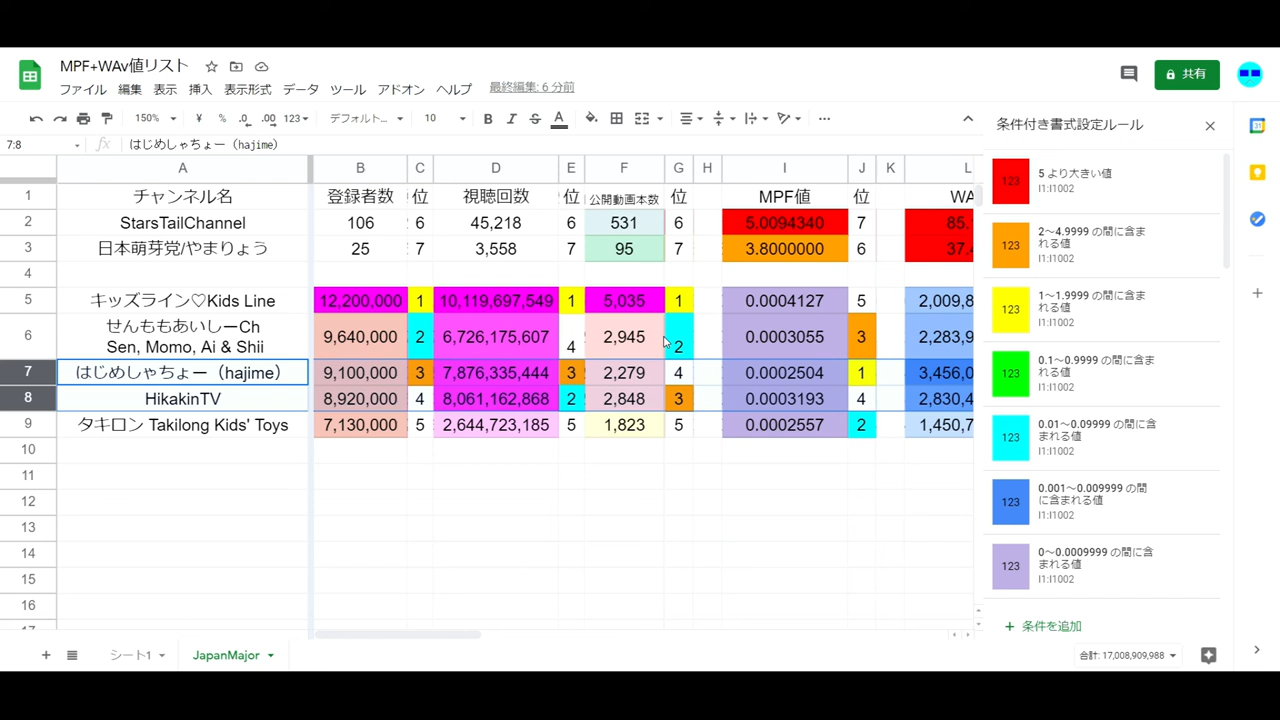 MPF+WAv値リスト
ファイル 編集 表示 挿入 表示形式 データ ツール アドオン ヘルプ 最終編集: 6 分前
共有
150% ¥ % .0 .00 123 デフォルト... 10 B I S A
7:8 fx はじめしゃちょー（hajime）
A B C D E F G H I J K L
1 チャンネル名 登録者数 位 視聴回数 位 公開動画本数 位 MPF値 位 WA
2 StarsTailChannel 106 6 45,218 6 531 6 5.0094340 7 85.
3 日本萌芽党/やまりょう 25 7 3,558 7 95 7 3.8000000 6 37.4
4
5 キッズライン♡Kids Line 12,200,000 1 10,119,697,549 1 5,035 1 0.0004127 5 2,009,8
6 せんももあいしーCh
Sen, Momo, Ai & Shii 9,640,000 2 6,726,175,607 4 2,945 2 0.0003055 3 2,283,9
7 はじめしゃちょー（hajime） 9,100,000 3 7,876,335,444 3 2,279 4 0.0002504 1 3,456,0
8 HikakinTV 8,920,000 4 8,061,162,868 2 2,848 3 0.0003193 4 2,830,4
9 タキロン Takilong Kids' Toys 7,130,000 5 2,644,723,185 5 1,823 5 0.0002557 2 1,450,7
10
11
12
13
14
15
16
条件付き書式設定ルール
123 5 より大きい値
I1:I1002
123 2～4.9999 の間に含ま
れる値
I1:I1002
123 1～1.9999 の間に含ま
れる値
I1:I1002
123 0.1～0.9999 の間に含
まれる値
I1:I1002
123 0.01～0.09999 の間に含
まれる値
I1:I1002
123 0.001～0.009999 の間
に含まれる値
I1:I1002
123 0～0.0009999 の間に含
まれる値
I1:I1002
+ 条件を追加
シート1 JapanMajor 合計: 17,008,909,988